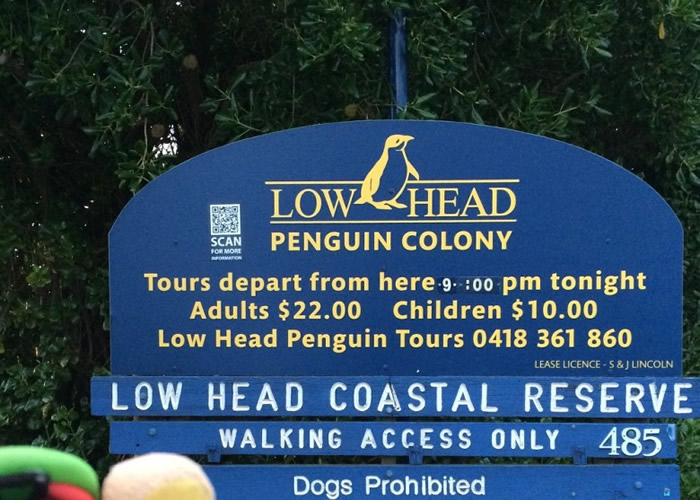 LOW HEAD
PENGUIN COLONY
SCAN
FOR MORE
INFORMATION
Tours depart from here 9:00 pm tonight
Adults $22.00 Children $10.00
Low Head Penguin Tours 0418 361 860
LEASE LICENCE - S & J LINCOLN
LOW HEAD COASTAL RESERVE
WALKING ACCESS ONLY 485
Dogs Prohibited